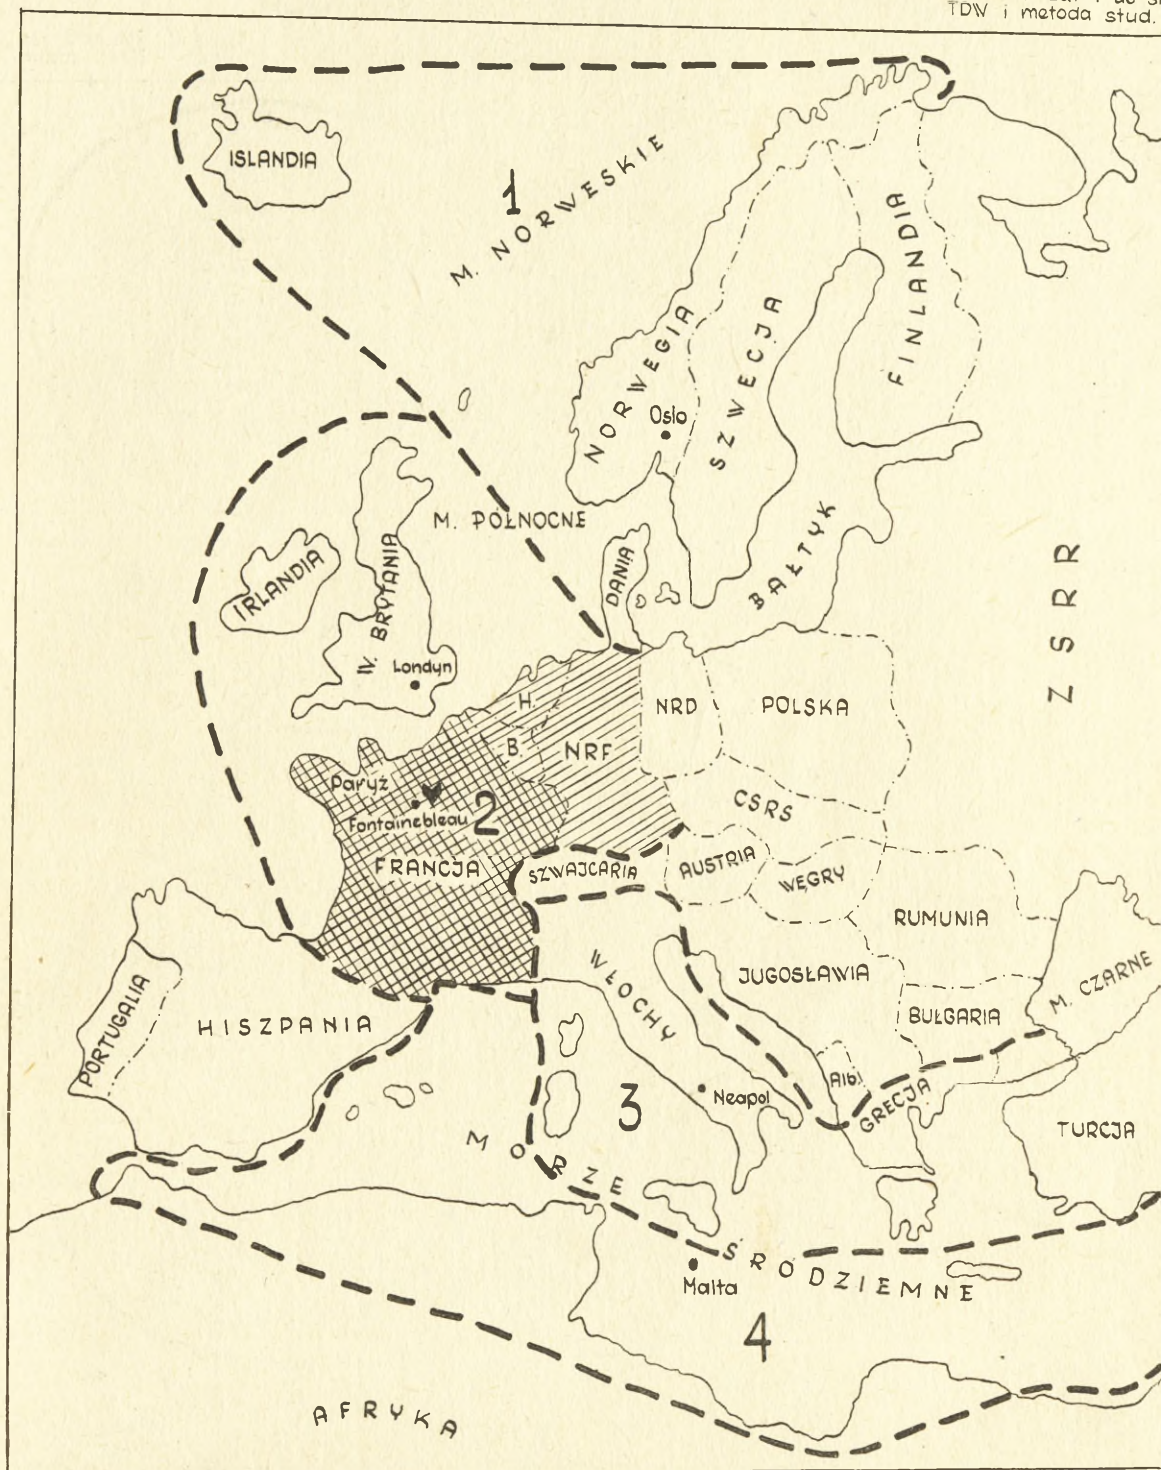 TDW i metoda stud.
ISLANDIA
1
M. NORWESKIE
NORWEGIA
Oslo
SZWECJA
FINLANDIA
M. PÓŁNOCNE
IRLANDIA
W. BRYTANIA
Londyn
DANIA
BAŁTYK
ZSRR
H.
B.
NRF
NRD
POLSKA
Paryż
Fontainebleau
2
FRANCJA
SZWAJCARIA
CSRS
AUSTRIA
WĘGRY
RUMUNIA
WŁOCHY
JUGOSŁAWIA
BUŁGARIA
M. CZARNE
PORTUGALIA
HISZPANIA
Alb.
GRECJA
TURCJA
Neapol
3
MORZE ŚRÓDZIEMNE
Malta
4
AFRYKA